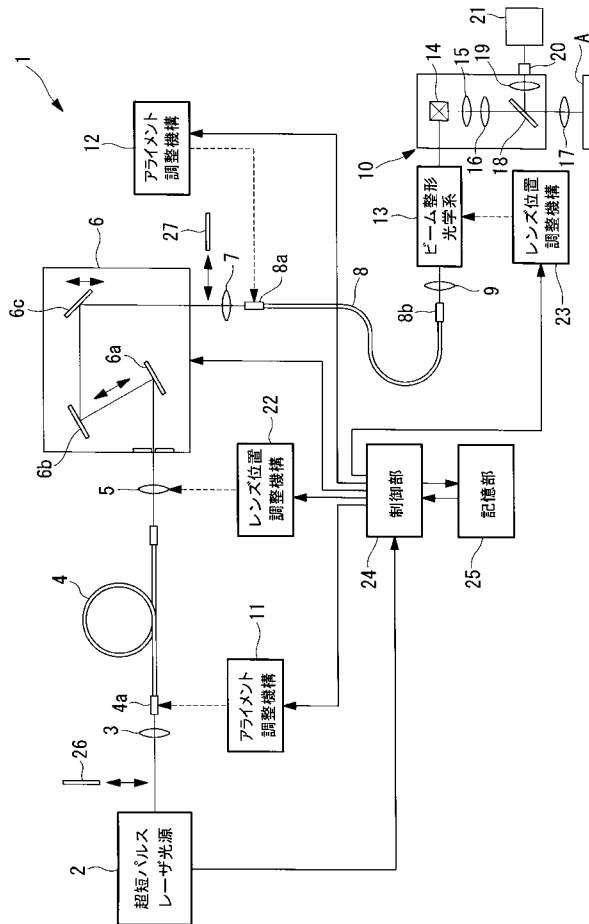 1
2
超短パルス
レーザ光源
26
3
4a
4
11
アライメント
調整機構
5
22
レンズ位置
調整機構
6
6a
6b
6c
27
7
12
アライメント
調整機構
8a
8
8b
9
24
制御部
25
記憶部
13
ビーム整形
光学系
23
レンズ位置
調整機構
10
14
15
16
18
17
19
20
21
A